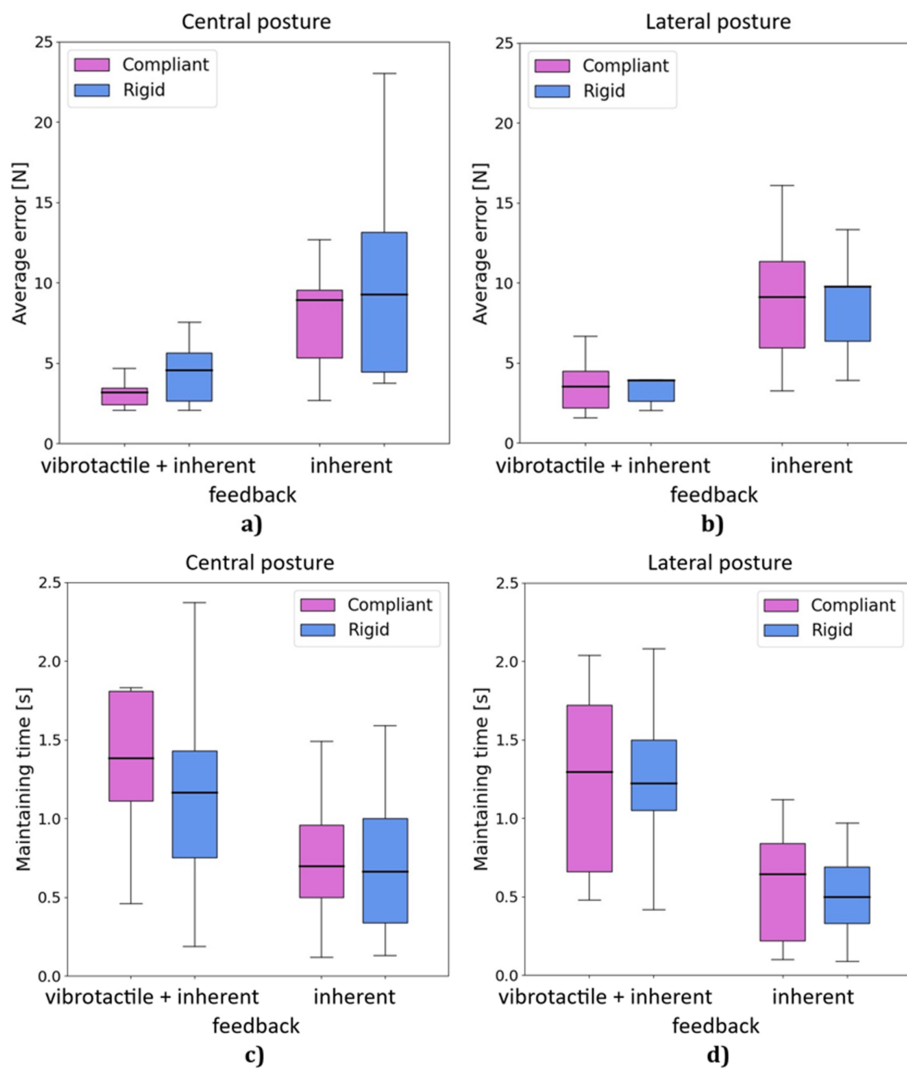 Central posture
Average error [N]
25
20
15
10
5
0
Compliant
Rigid
vibrotactile + inherent
inherent
feedback
a)
Lateral posture
Average error [N]
25
20
15
10
5
0
Compliant
Rigid
vibrotactile + inherent
inherent
feedback
b)
Central posture
Maintaining time [s]
2.5
2.0
1.5
1.0
0.5
0.0
Compliant
Rigid
vibrotactile + inherent
inherent
feedback
c)
Lateral posture
Maintaining time [s]
2.5
2.0
1.5
1.0
0.5
0.0
Compliant
Rigid
vibrotactile + inherent
inherent
feedback
d)